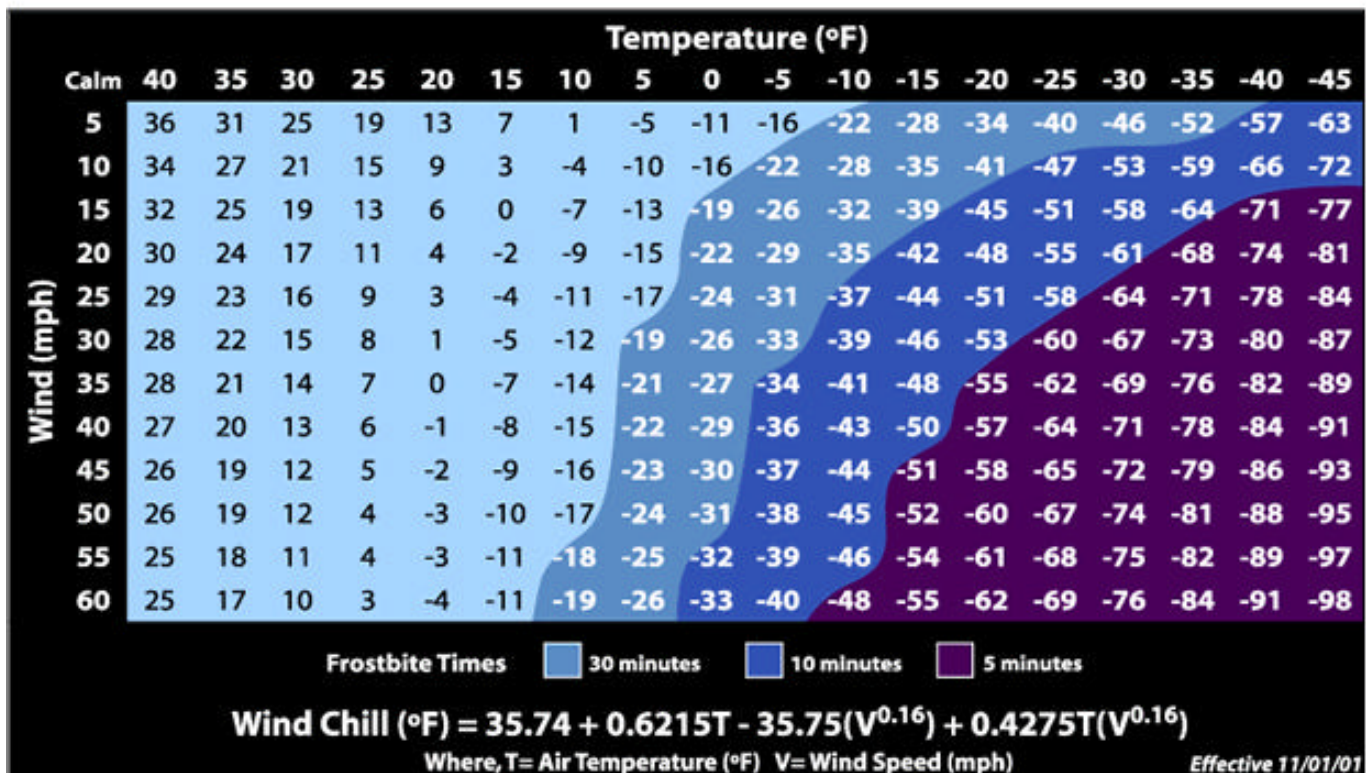 Temperature (ºF)
Calm 40 35 30 25 20 15 10 5 0 -5 -10 -15 -20 -25 -30 -35 -40 -45
5 36 31 25 19 13 7 1 -5 -11 -16 -22 -28 -34 -40 -46 -52 -57 -63
10 34 27 21 15 9 3 -4 -10 -16 -22 -28 -35 -41 -47 -53 -59 -66 -72
15 32 25 19 13 6 0 -7 -13 -19 -26 -32 -39 -45 -51 -58 -64 -71 -77
20 30 24 17 11 4 -2 -9 -15 -22 -29 -35 -42 -48 -55 -61 -68 -74 -81
25 29 23 16 9 3 -4 -11 -17 -24 -31 -37 -44 -51 -58 -64 -71 -78 -84
30 28 22 15 8 1 -5 -12 -19 -26 -33 -39 -46 -53 -60 -67 -73 -80 -87
35 28 21 14 7 0 -7 -14 -21 -27 -34 -41 -48 -55 -62 -69 -76 -82 -89
40 27 20 13 6 -1 -8 -15 -22 -29 -36 -43 -50 -57 -64 -71 -78 -84 -91
45 26 19 12 5 -2 -9 -16 -23 -30 -37 -44 -51 -58 -65 -72 -79 -86 -93
50 26 19 12 4 -3 -10 -17 -24 -31 -38 -45 -52 -60 -67 -74 -81 -88 -95
55 25 18 11 4 -3 -11 -18 -25 -32 -39 -46 -54 -61 -68 -75 -82 -89 -97
60 25 17 10 3 -4 -11 -19 -26 -33 -40 -48 -55 -62 -69 -76 -84 -91 -98
Wind (mph)
Frostbite Times 30 minutes 10 minutes 5 minutes
Wind Chill (ºF) = 35.74 + 0.6215T - 35.75(V^0.16) + 0.4275T(V^0.16)
Where, T= Air Temperature (ºF) V= Wind Speed (mph) Effective 11/01/01